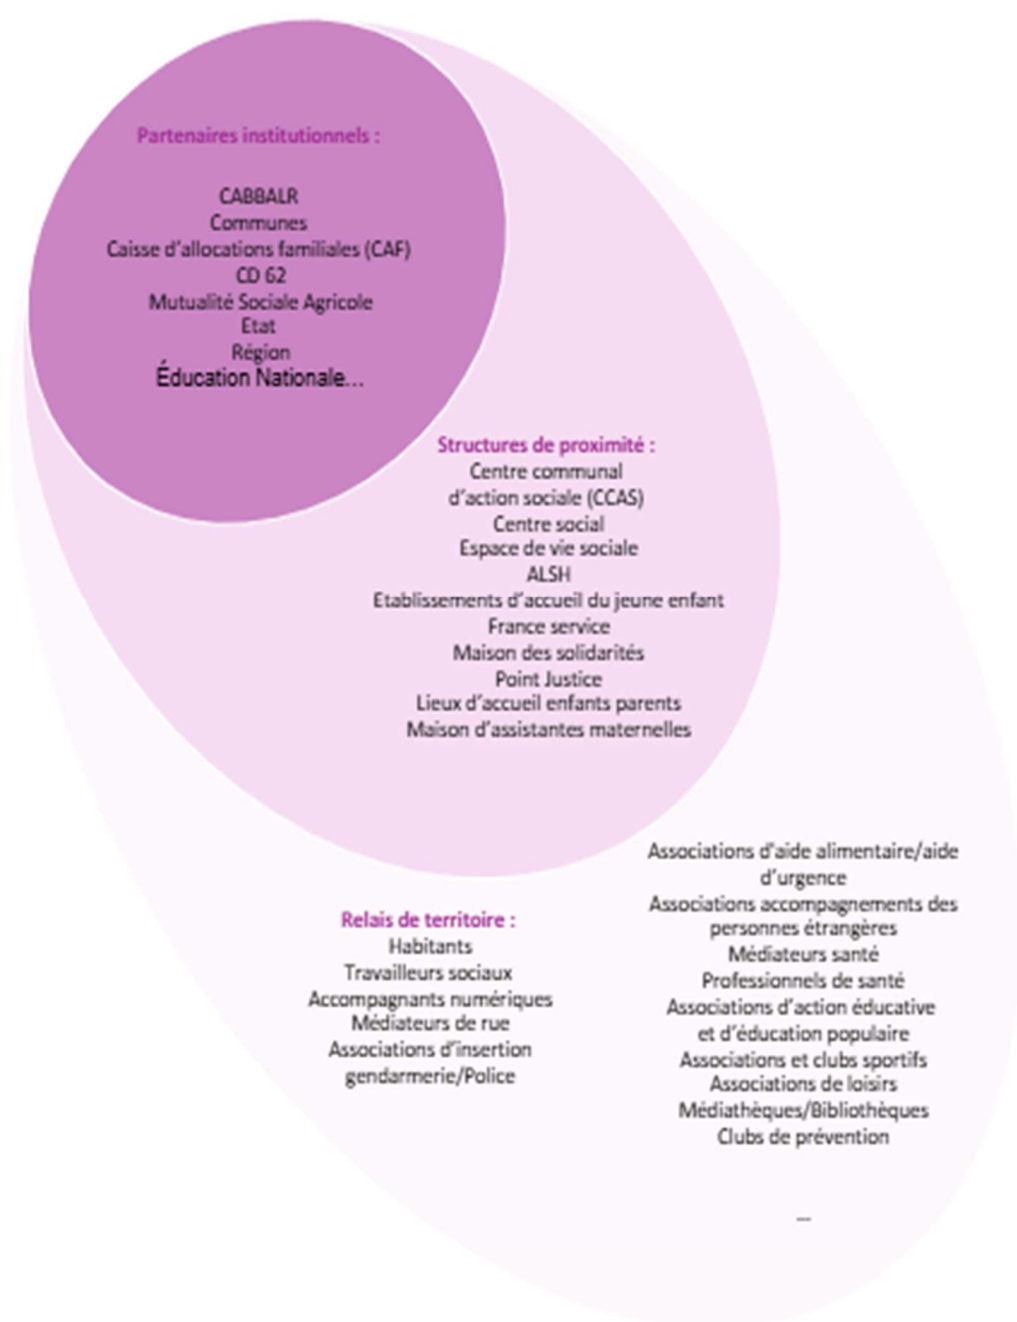 Partenaires institutionnels :
CABBALR
Communes
Caisse d'allocations familiales (CAF)
CD 62
Mutualité Sociale Agricole
Etat
Région
Éducation Nationale...
Structures de proximité :
Centre communal
d'action sociale (CCAS)
Centre social
Espace de vie sociale
ALSH
Etablissements d'accueil du jeune enfant
France service
Maison des solidarités
Point Justice
Lieux d'accueil enfants parents
Maison d'assistantes maternelles
Relais de territoire :
Habitants
Travailleurs sociaux
Accompagnants numériques
Médiateurs de rue
Associations d'insertion
gendarmerie/Police
Associations d'aide alimentaire/aide
d'urgence
Associations accompagnements des
personnes étrangères
Médiateurs santé
Professionnels de santé
Associations d'action éducative
et d'éducation populaire
Associations et clubs sportifs
Associations de loisirs
Médiathèques/Bibliothèques
Clubs de prévention
...